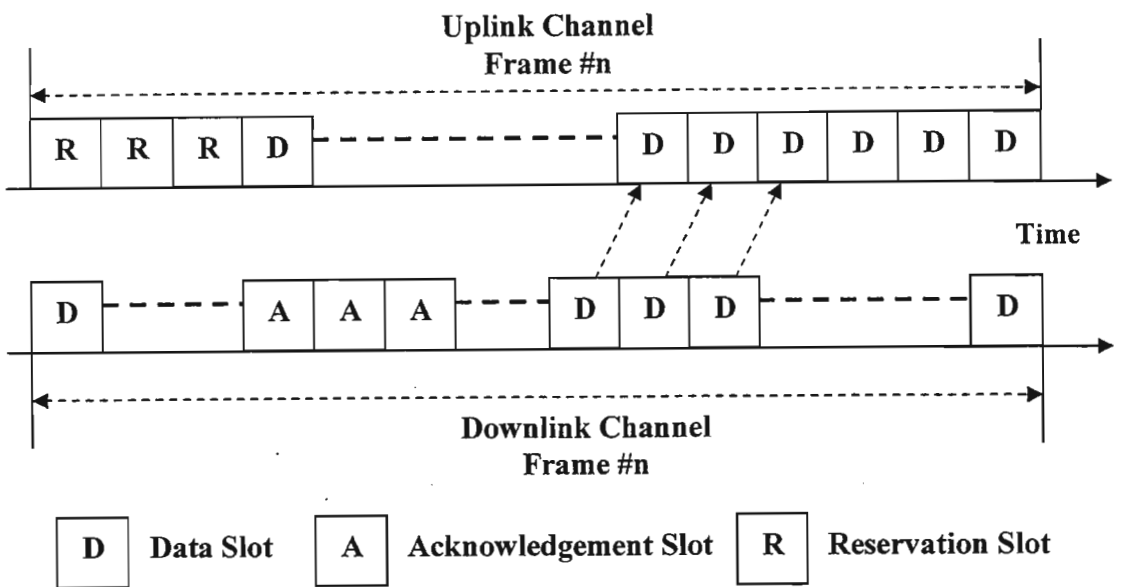 Uplink Channel
Frame #n
R R R D D D D D D D
Time
D A A A D D D D
Downlink Channel
Frame #n
D Data Slot A Acknowledgement Slot R Reservation Slot